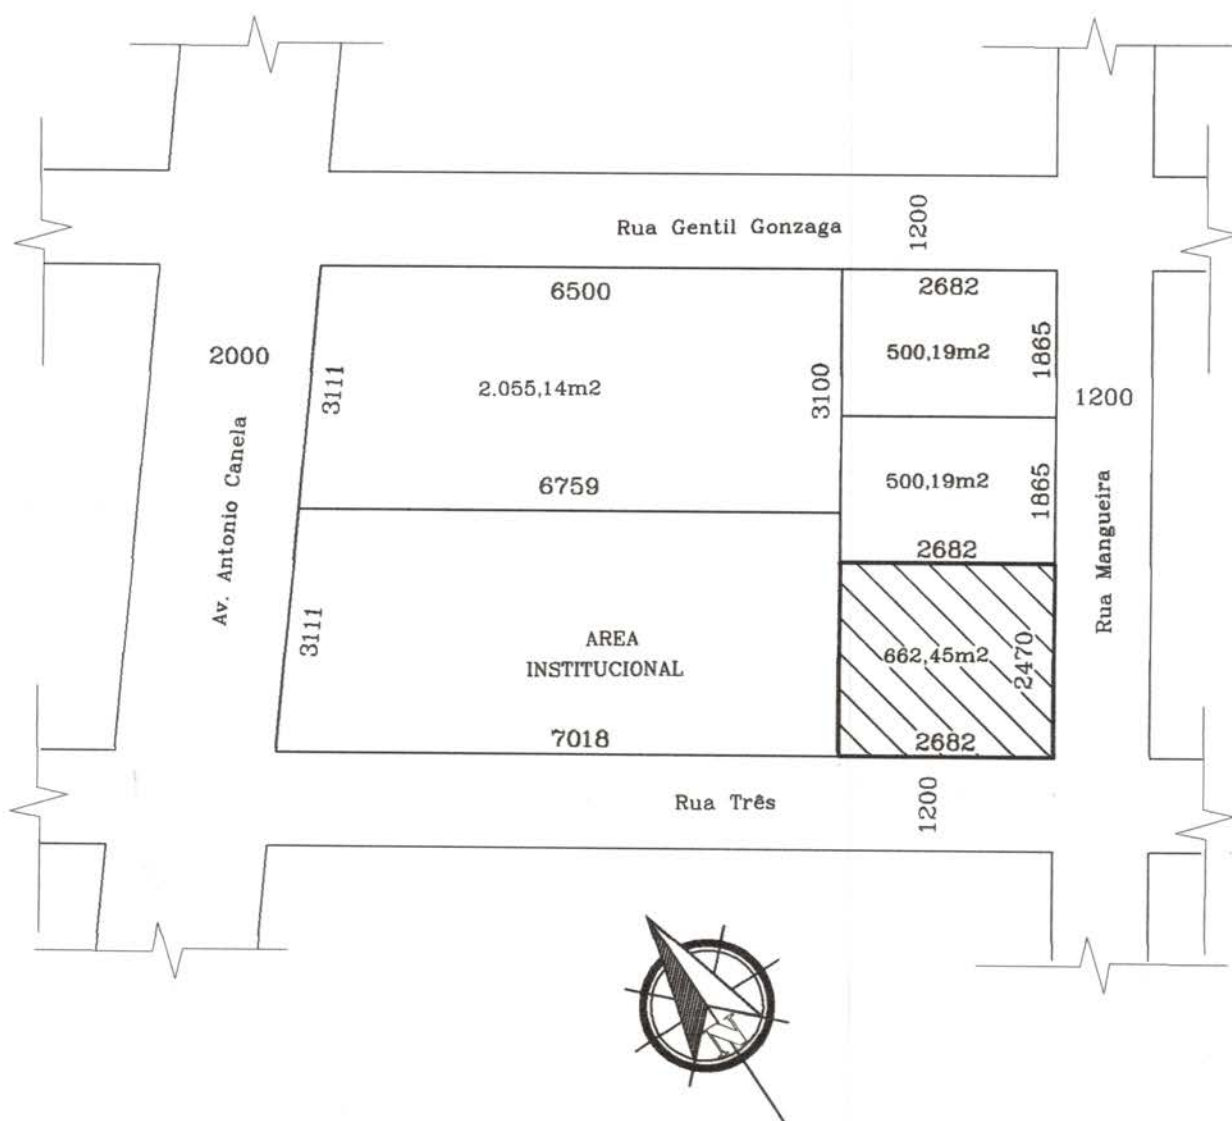 Rua Gentil Gonzaga
1200
6500
2682
2000
3111
2.055,14m2
3100
500,19m2
1865
1200
Av. Antonio Canela
6759
500,19m2
1865
2682
Rua Mangueira
3111
AREA
INSTITUCIONAL
662,45m2
2470
7018
2682
Rua Três
1200
N